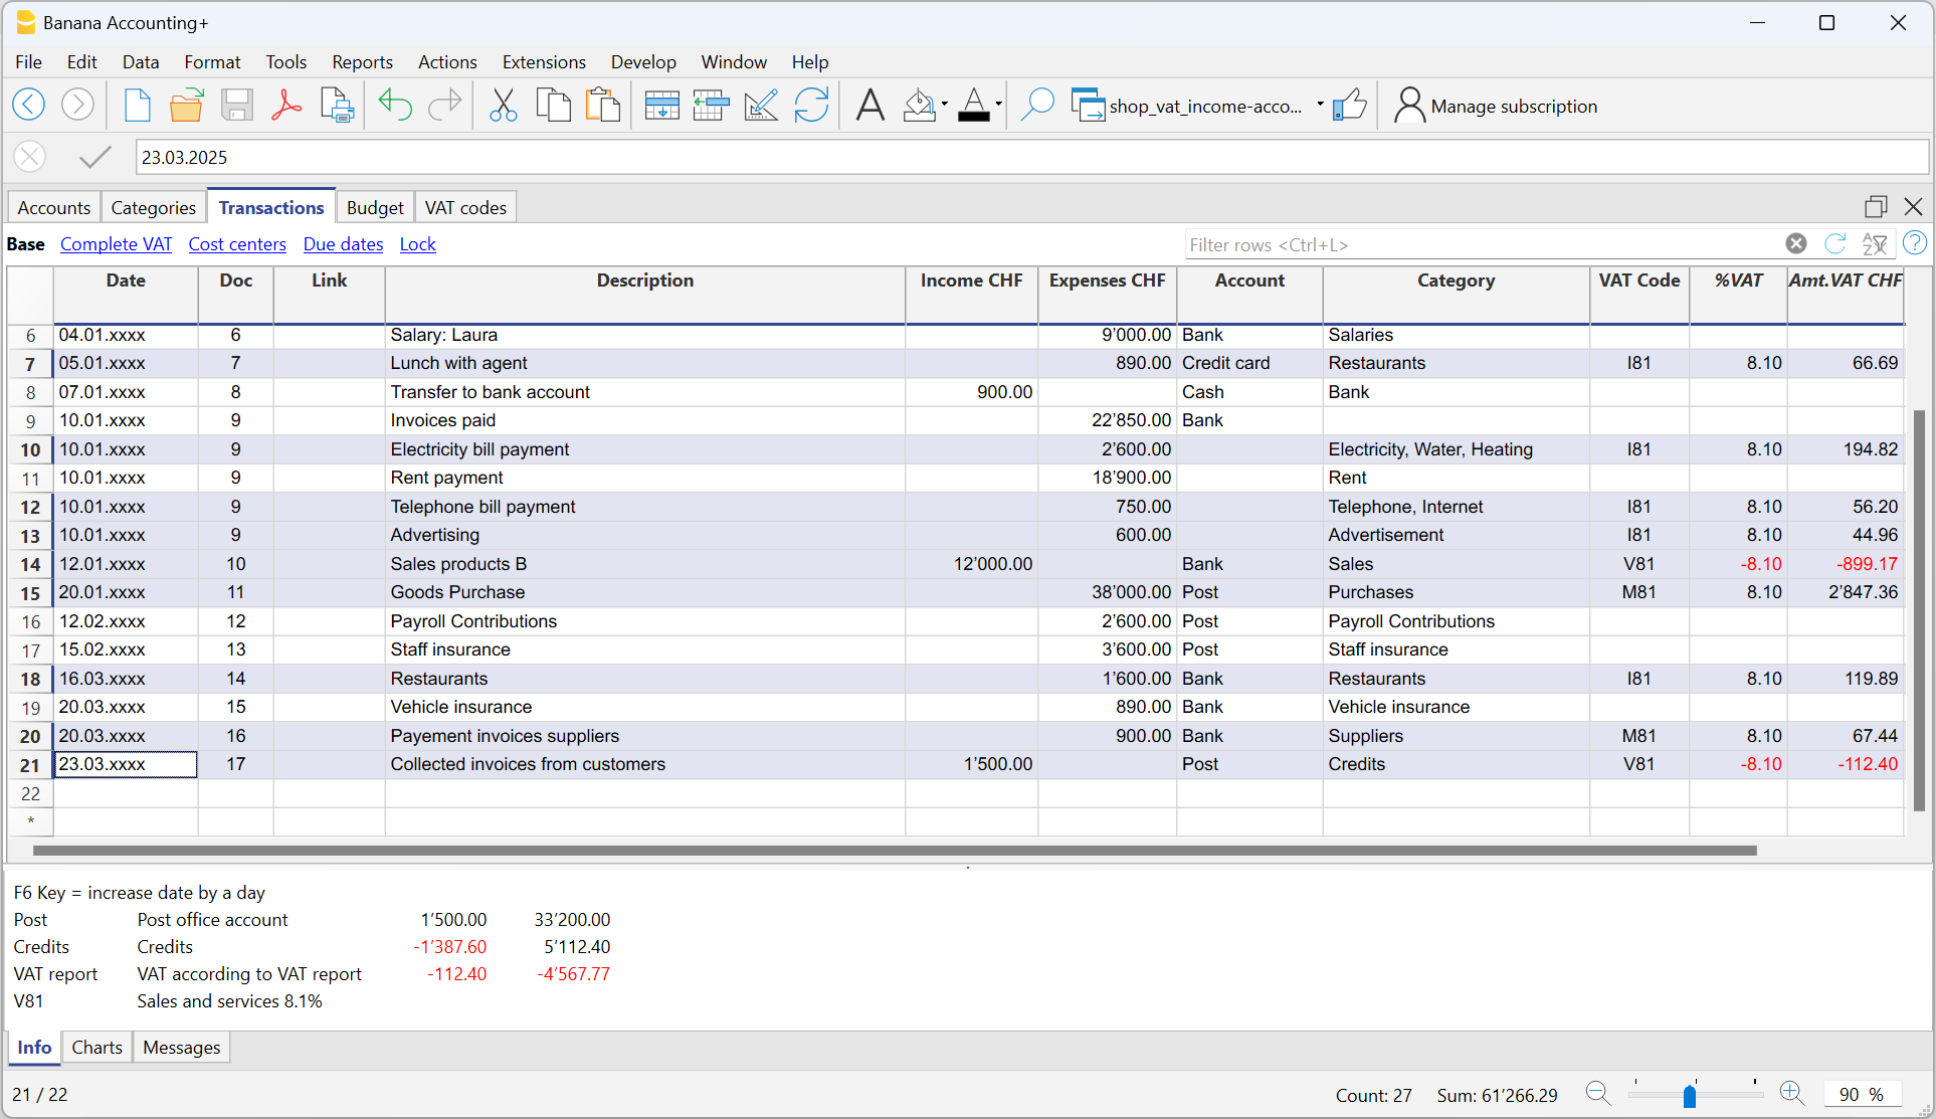 Banana Accounting+
File Edit Data Format Tools Reports Actions Extensions Develop Window Help
shop_vat_income-acco... Manage subscription
23.03.2025
Accounts Categories Transactions Budget VAT codes
Base Complete VAT Cost centers Due dates Lock Filter rows <Ctrl+L>
Date Doc Link Description Income CHF Expenses CHF Account Category VAT Code %VAT Amt.VAT CHF
6 04.01.xxxx 6 Salary: Laura 9’000.00 Bank Salaries
7 05.01.xxxx 7 Lunch with agent 890.00 Credit card Restaurants I81 8.10 66.69
8 07.01.xxxx 8 Transfer to bank account 900.00 Cash Bank
9 10.01.xxxx 9 Invoices paid 22’850.00 Bank
10 10.01.xxxx 9 Electricity bill payment 2’600.00 Electricity, Water, Heating I81 8.10 194.82
11 10.01.xxxx 9 Rent payment 18’900.00 Rent
12 10.01.xxxx 9 Telephone bill payment 750.00 Telephone, Internet I81 8.10 56.20
13 10.01.xxxx 9 Advertising 600.00 Advertisement I81 8.10 44.96
14 12.01.xxxx 10 Sales products B 12’000.00 Bank Sales V81 -8.10 -899.17
15 20.01.xxxx 11 Goods Purchase 38’000.00 Post Purchases M81 8.10 2’847.36
16 12.02.xxxx 12 Payroll Contributions 2’600.00 Post Payroll Contributions
17 15.02.xxxx 13 Staff insurance 3’600.00 Post Staff insurance
18 16.03.xxxx 14 Restaurants 1’600.00 Bank Restaurants I81 8.10 119.89
19 20.03.xxxx 15 Vehicle insurance 890.00 Bank Vehicle insurance
20 20.03.xxxx 16 Payement invoices suppliers 900.00 Bank Suppliers M81 8.10 67.44
21 23.03.xxxx 17 Collected invoices from customers 1’500.00 Post Credits V81 -8.10 -112.40
22
*
F6 Key = increase date by a day
Post Post office account 1’500.00 33’200.00
Credits Credits -1’387.60 5’112.40
VAT report VAT according to VAT report -112.40 -4’567.77
V81 Sales and services 8.1%
Info Charts Messages
21 / 22 Count: 27 Sum: 61’266.29 90 %